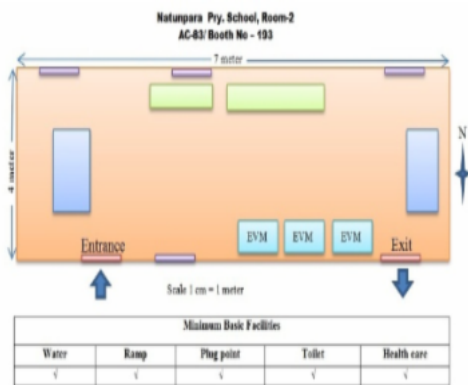 Natunpara Pry. School, Room-2
AC-83/ Booth No - 193
7 meter
4 meter
N
EVM EVM EVM
Entrance Exit
Scale 1 cm = 1 meter
Minimum Basic Facilities
Water Ramp Plug point Toilet Health care
√ √ √ √ √